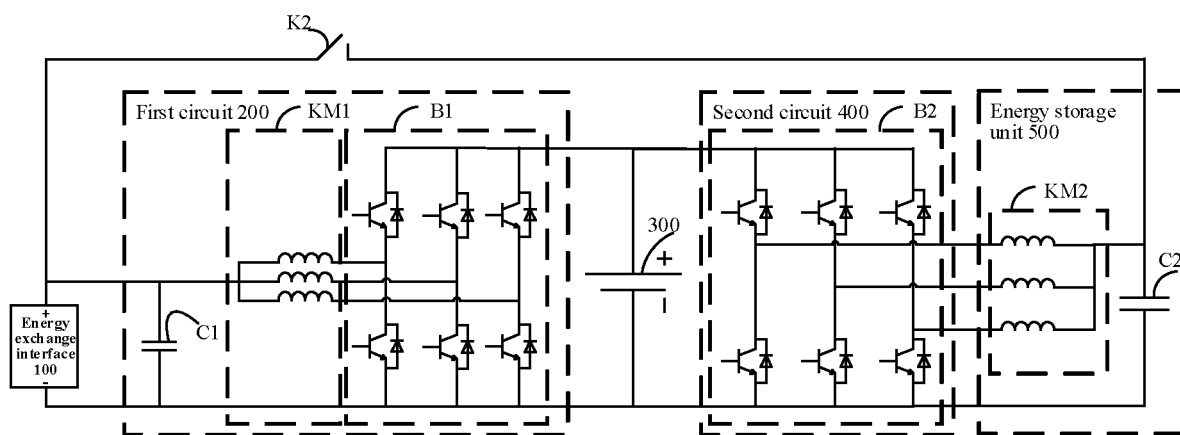 K2
First circuit 200
KM1
B1
Second circuit 400
B2
Energy storage
unit 500
KM2
300
+
C2
+
Energy
exchange
interface
100
-
C1